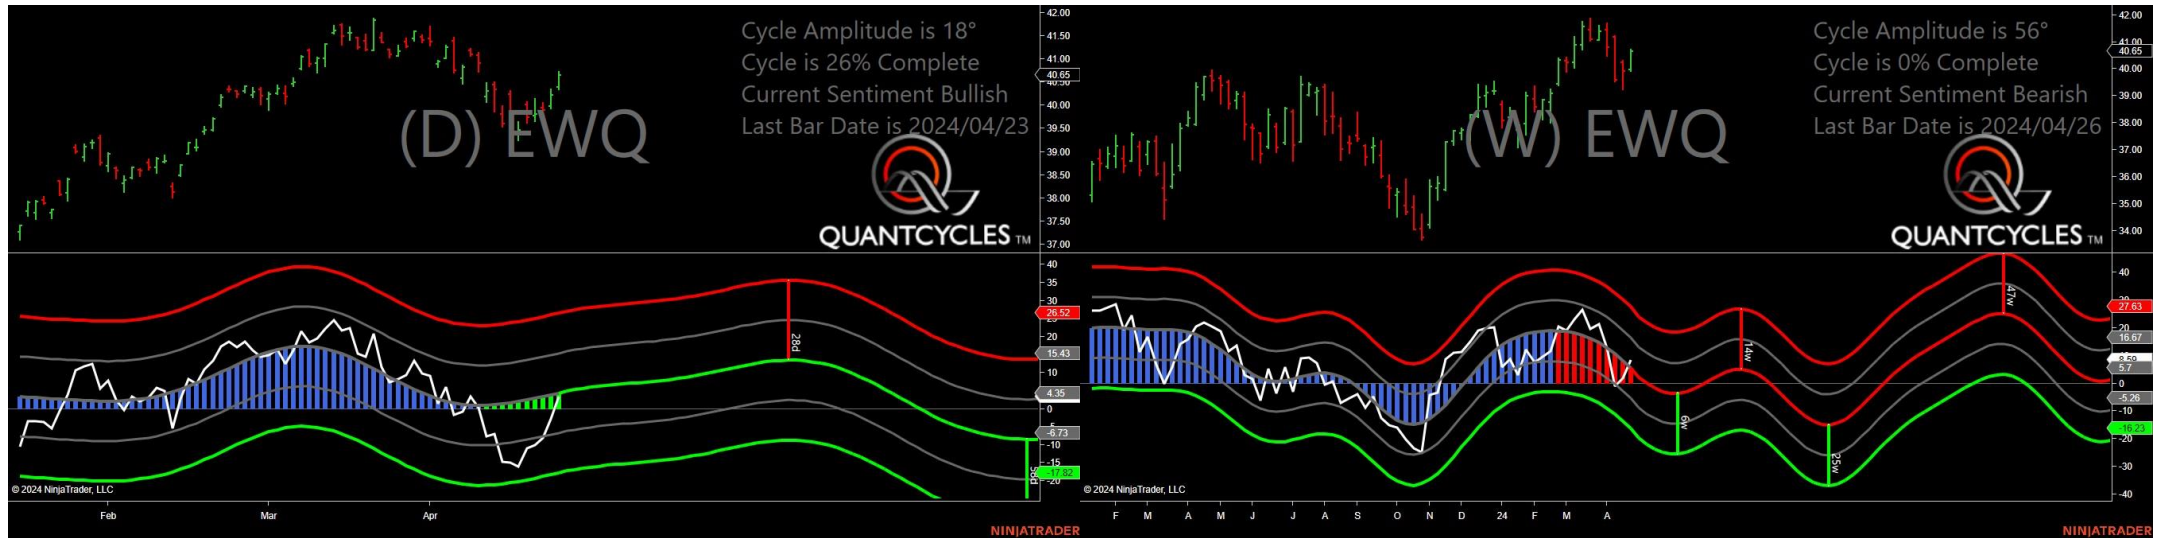 Cycle Amplitude is 18°
Cycle is 26% Complete
Current Sentiment Bullish
Last Bar Date is 2024/04/23
(D) EWQ
QUANTCYCLES TM
42.00
41.50
41.00
40.65
40.50
40.00
39.50
39.00
38.50
38.00
37.50
37.00
40
35
30
26.52
25
20
15.43
10
4.35
0
-6.73
-10
-15
-17.82
-20
28d
58d
© 2024 NinjaTrader, LLC
Feb Mar Apr
NINJATRADER
Cycle Amplitude is 56°
Cycle is 0% Complete
Current Sentiment Bearish
Last Bar Date is 2024/04/26
(W) EWQ
QUANTCYCLES TM
42.00
41.00
40.65
40.00
39.00
38.00
37.00
36.00
35.00
34.00
40
27.63
20
16.67
8.59
5.7
0
-5.26
-10
-16.23
-20
-30
-40
6w
14w
25w
47w
© 2024 NinjaTrader, LLC
F M A M J J A S O N D 24 F M A
NINJATRADER